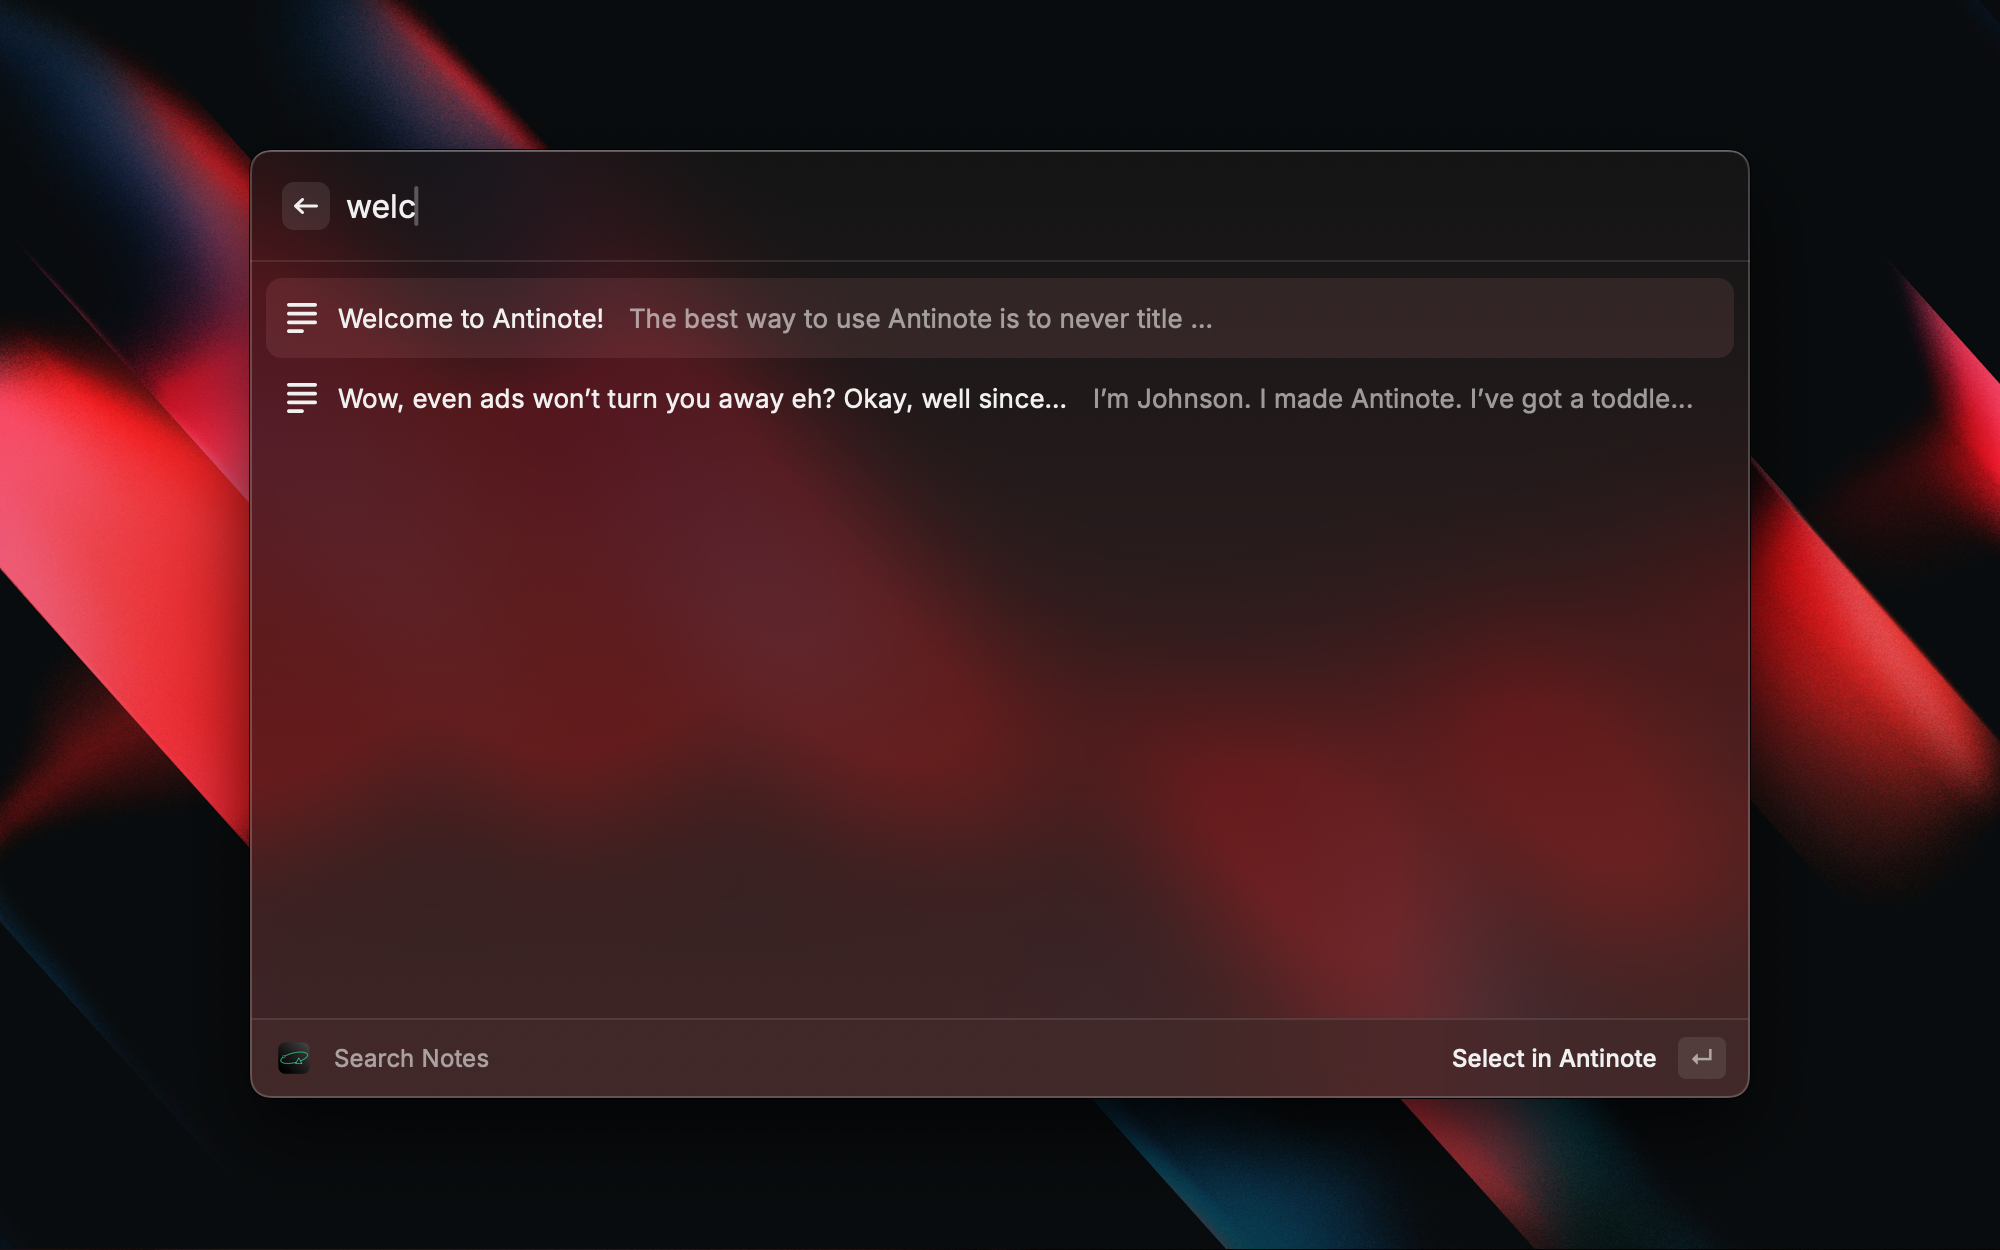 welc
Welcome to Antinote! The best way to use Antinote is to never title ...
Wow, even ads won’t turn you away eh? Okay, well since... I’m Johnson. I made Antinote. I’ve got a toddle...
Search Notes Select in Antinote